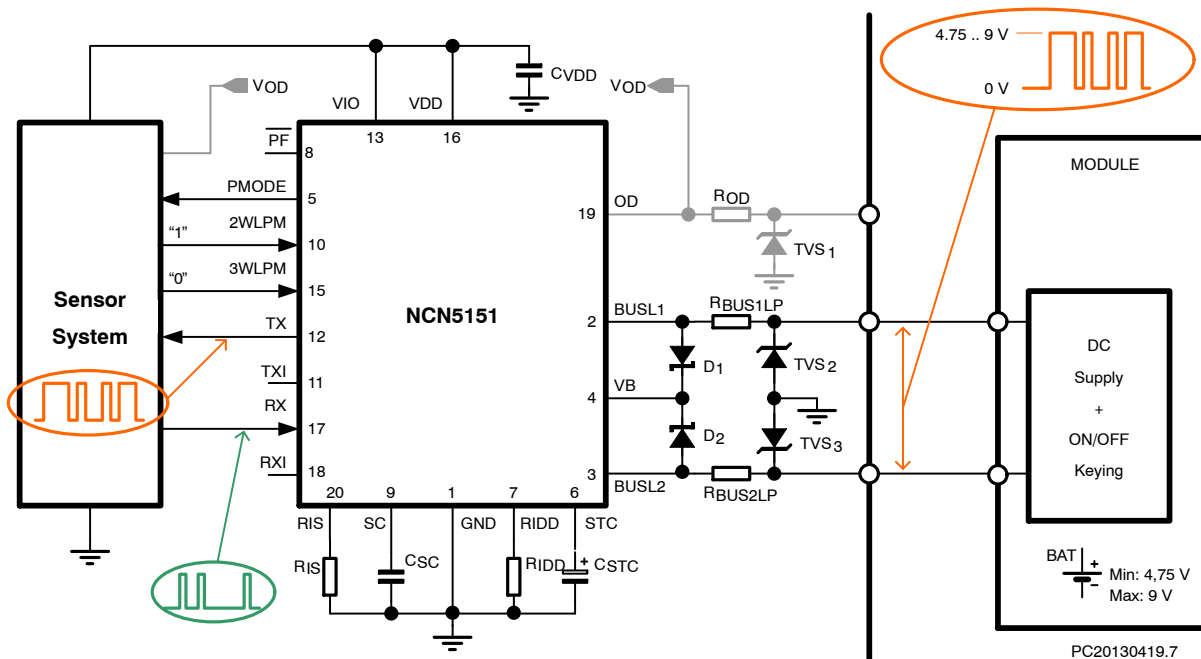 4.75 .. 9 V
0 V
CVDD
VOD
VOD
VIO
VDD
13
16
PF
8
PMODE
5
"1"
2WLPM
10
"0"
3WLPM
15
Sensor
System
TX
12
TXI
11
RX
17
RXI
18
NCN5151
19
OD
ROD
TVS1
2
BUSL1
RBUS1LP
D1
TVS2
4
VB
D2
TVS3
3
BUSL2
RBUS2LP
MODULE
DC
Supply
+
ON/OFF
Keying
BAT
+
-
Min: 4,75 V
Max: 9 V
20
9
1
7
6
RIS
SC
GND
RIDD
STC
RIS
CSC
RIDD
+
CSTC
PC20130419.7